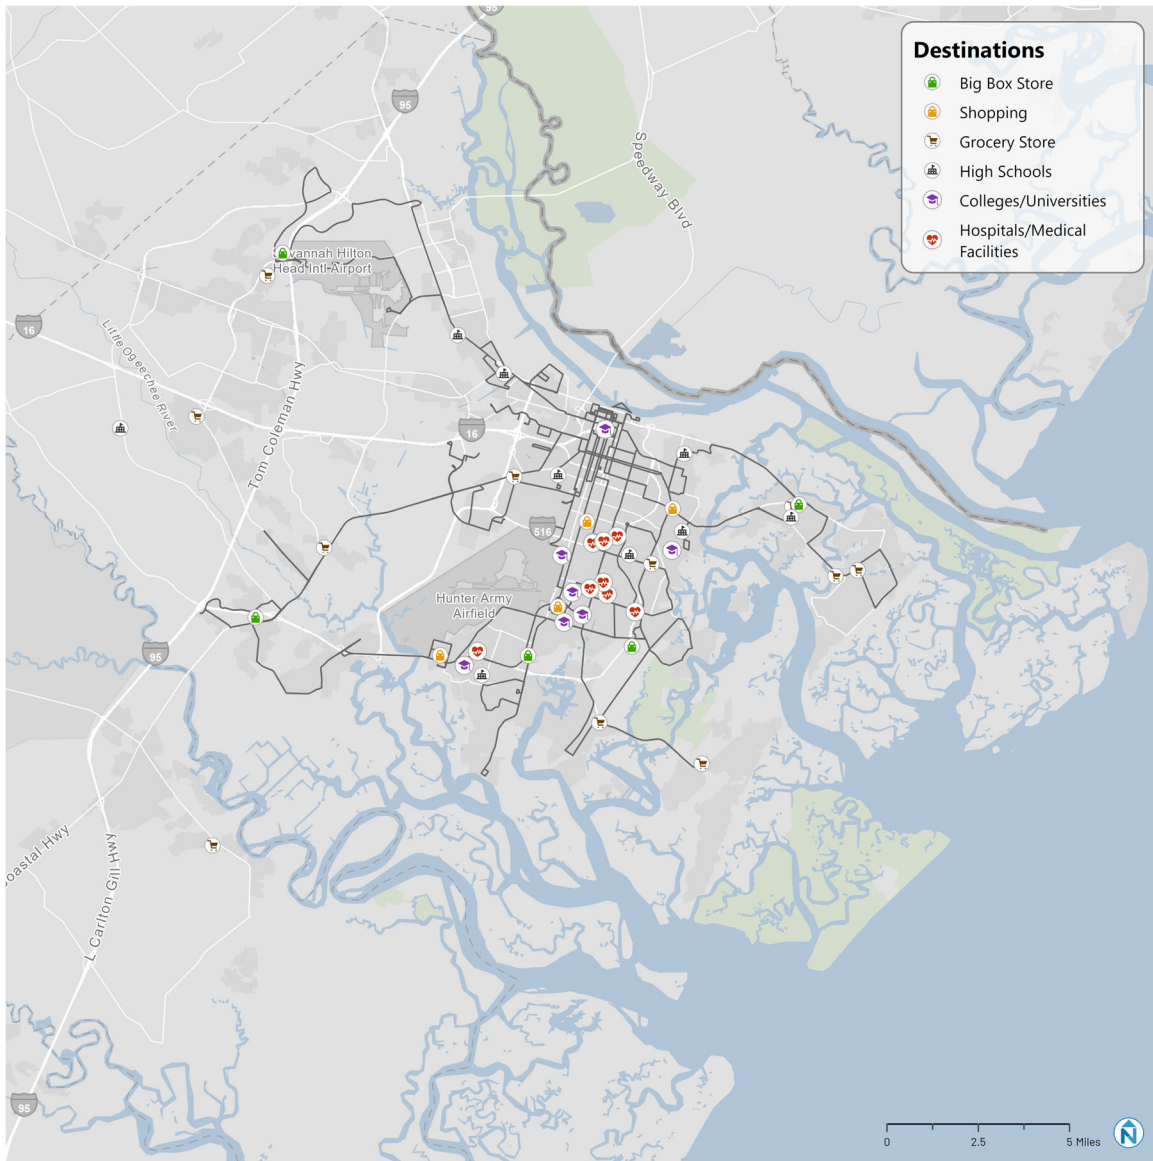 95
Destinations
Big Box Store
Shopping
Grocery Store
High Schools
Colleges/Universities
Hospitals/Medical
Facilities
95
Speedway Blvd
Savannah Hilton
Head Intl Airport
16
Little Ogeechee River
Tom Coleman Hwy
16
516
Hunter Army
Airfield
95
oastal Hwy
L Carlton Gill Hwy
95
0
2.5
5 Miles
N